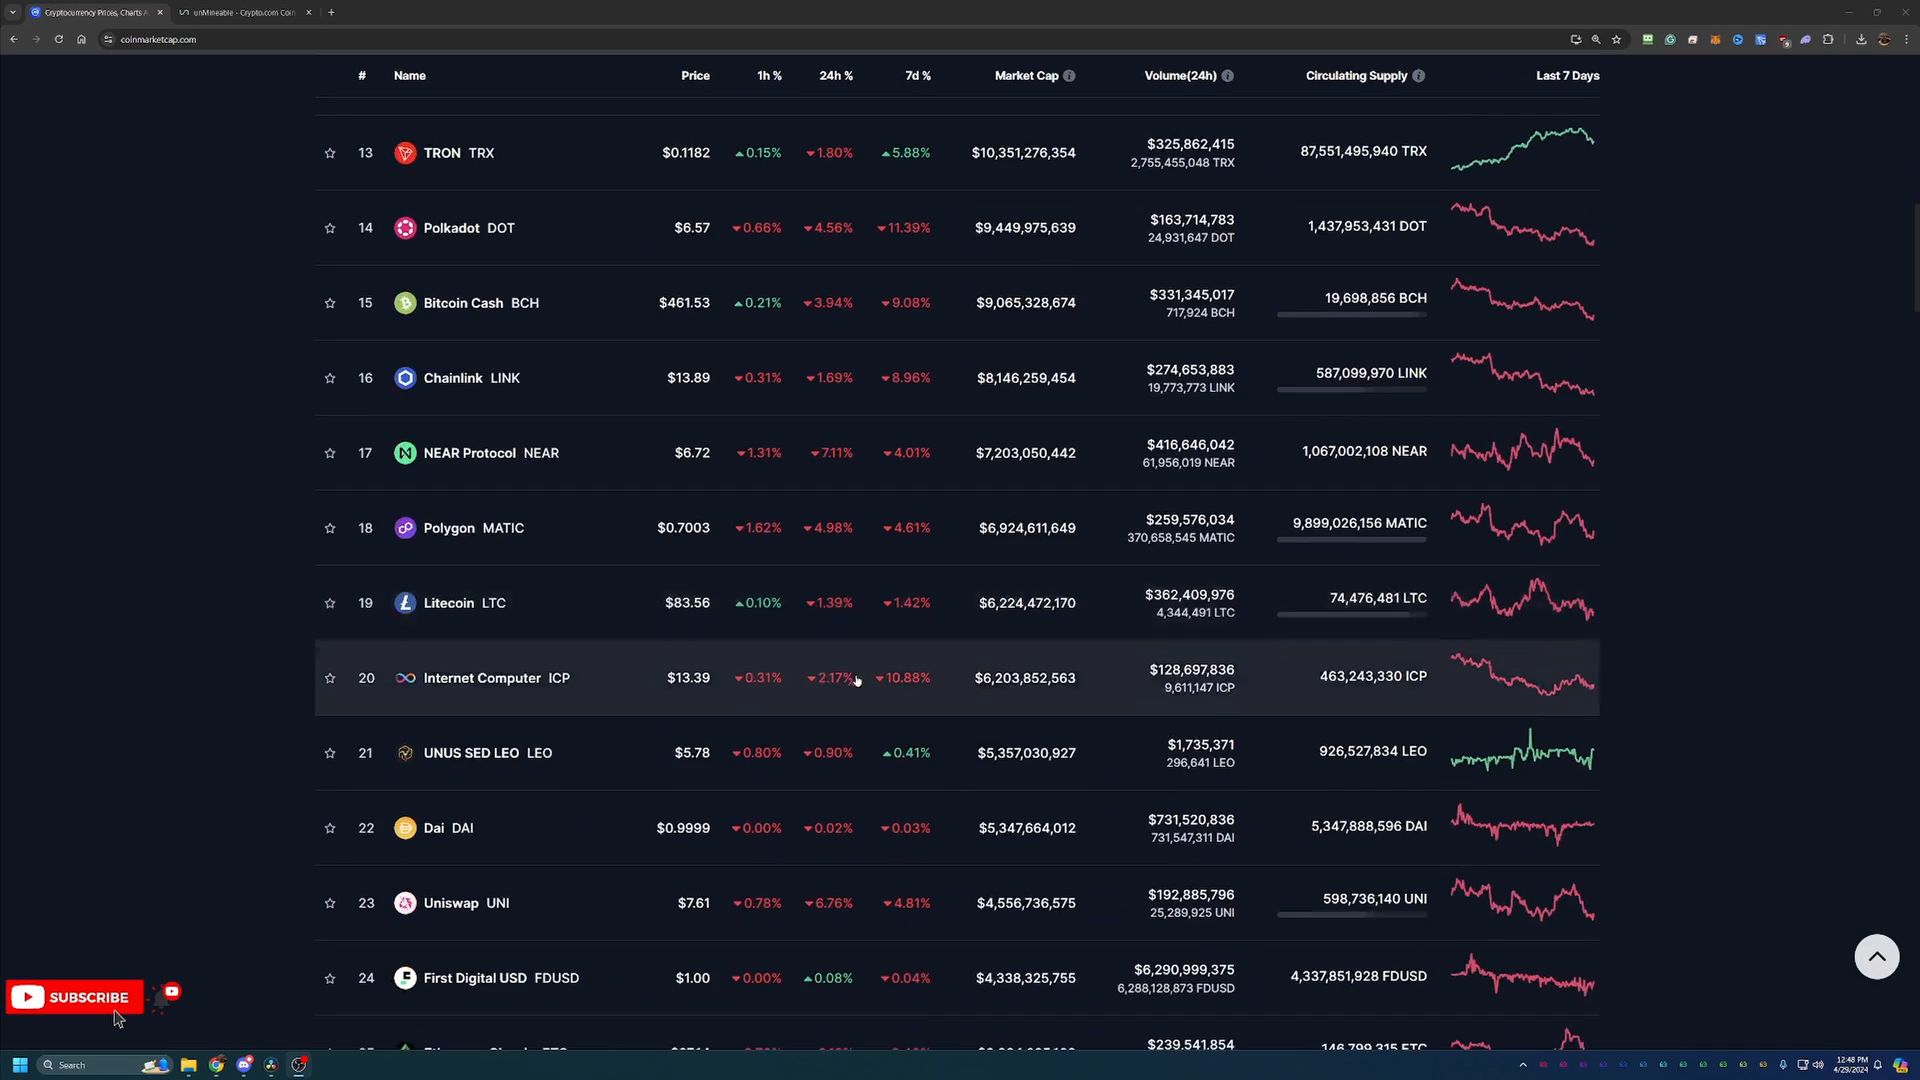 Cryptocurrency Prices, Charts A
unMineable - Crypto.com Coin
coinmarketcap.com
# Name Price 1h % 24h % 7d % Market Cap Volume(24h) Circulating Supply Last 7 Days
13 TRON TRX $0.1182 0.15% 1.80% 5.88% $10,351,276,354 $325,862,415 87,551,495,940 TRX
2,755,455,048 TRX
14 Polkadot DOT $6.57 0.66% 4.56% 11.39% $9,449,975,639 $163,714,783 1,437,953,431 DOT
24,931,647 DOT
15 Bitcoin Cash BCH $461.53 0.21% 3.94% 9.08% $9,065,328,674 $331,345,017 19,698,856 BCH
717,924 BCH
16 Chainlink LINK $13.89 0.31% 1.69% 8.96% $8,146,259,454 $274,653,883 587,099,970 LINK
19,773,773 LINK
17 NEAR Protocol NEAR $6.72 1.31% 7.11% 4.01% $7,203,050,442 $416,646,042 1,067,002,108 NEAR
61,956,019 NEAR
18 Polygon MATIC $0.7003 1.62% 4.98% 4.61% $6,924,611,649 $259,576,034 9,899,026,156 MATIC
370,658,545 MATIC
19 Litecoin LTC $83.56 0.10% 1.39% 1.42% $6,224,472,170 $362,409,976 74,476,481 LTC
4,344,491 LTC
20 Internet Computer ICP $13.39 0.31% 2.17% 10.88% $6,203,852,563 $128,697,836 463,243,330 ICP
9,611,147 ICP
21 UNUS SED LEO LEO $5.78 0.80% 0.90% 0.41% $5,357,030,927 $1,735,371 926,527,834 LEO
296,641 LEO
22 Dai DAI $0.9999 0.00% 0.02% 0.03% $5,347,664,012 $731,520,836 5,347,888,596 DAI
731,547,311 DAI
23 Uniswap UNI $7.61 0.78% 6.76% 4.81% $4,556,736,575 $192,885,796 598,736,140 UNI
25,289,925 UNI
24 First Digital USD FDUSD $1.00 0.00% 0.08% 0.04% $4,338,325,755 $6,290,999,375 4,337,851,928 FDUSD
6,288,128,873 FDUSD
$239,541,854
SUBSCRIBE
Search
12:48 PM
4/29/2024